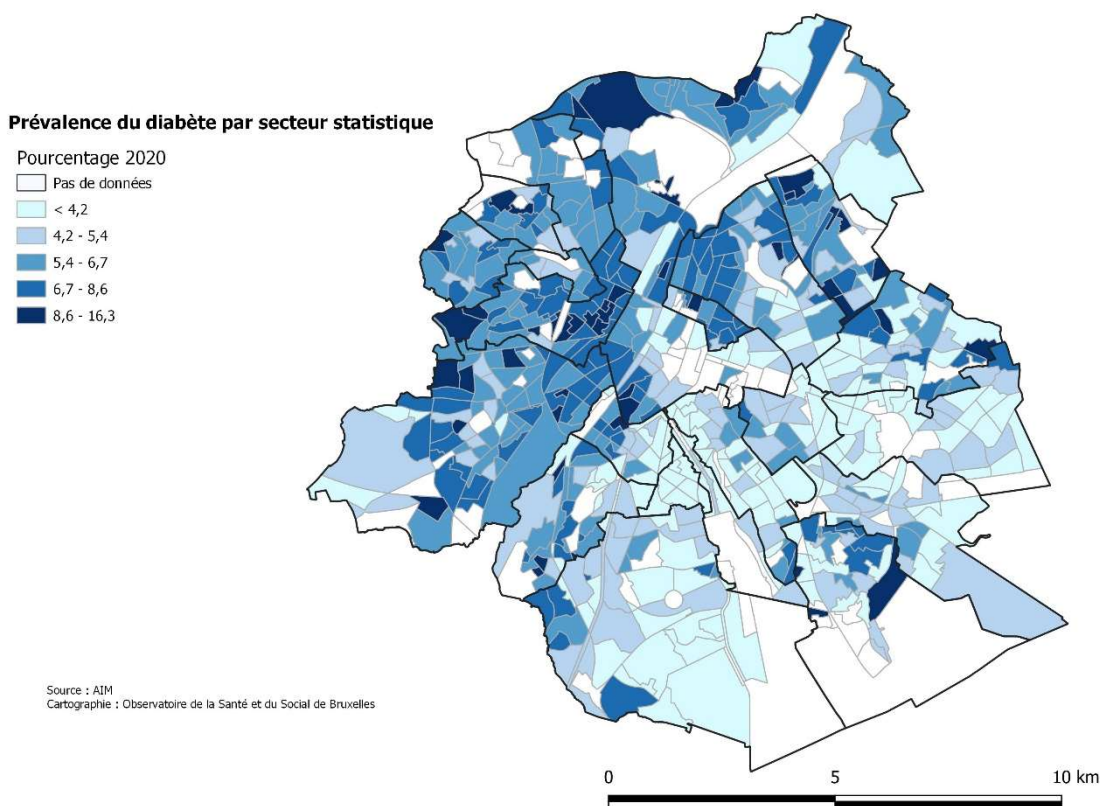 Prévalence du diabète par secteur statistique
Pourcentage 2020
Pas de données
< 4,2
4,2 - 5,4
5,4 - 6,7
6,7 - 8,6
8,6 - 16,3
Source : AIM
Cartographie : Observatoire de la Santé et du Social de Bruxelles
0 5 10 km